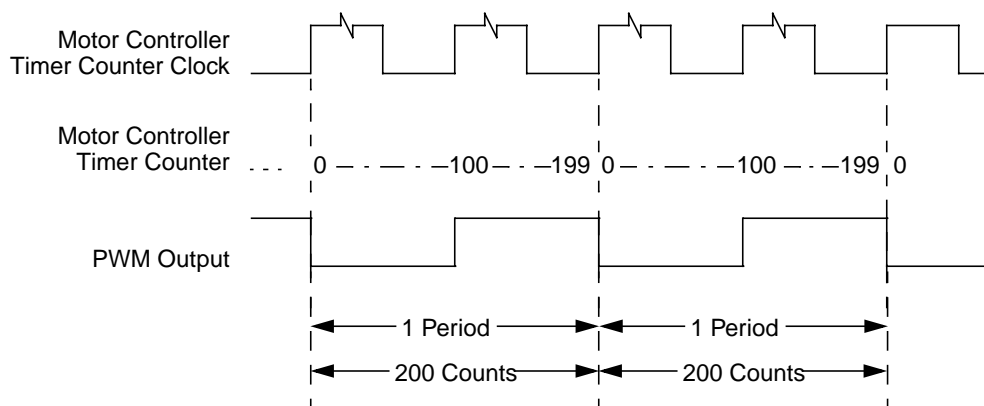 Motor Controller
Timer Counter Clock
Motor Controller
Timer Counter
0 100 199 0 100 199 0
PWM Output
1 Period 1 Period
200 Counts 200 Counts